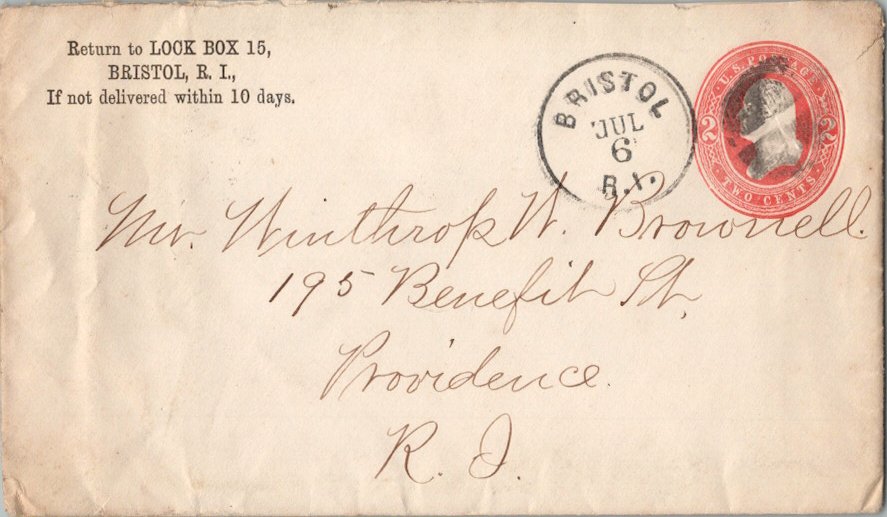 Return to LOCK BOX 15,
BRISTOL, R. I.,
If not delivered within 10 days.
BRISTOL
JUL
6
R.I.
U.S. POSTAGE
2 2
TWO CENTS
Mr. Winthrop W. Brownell.
195 Benefit St.
Providence.
R. I.